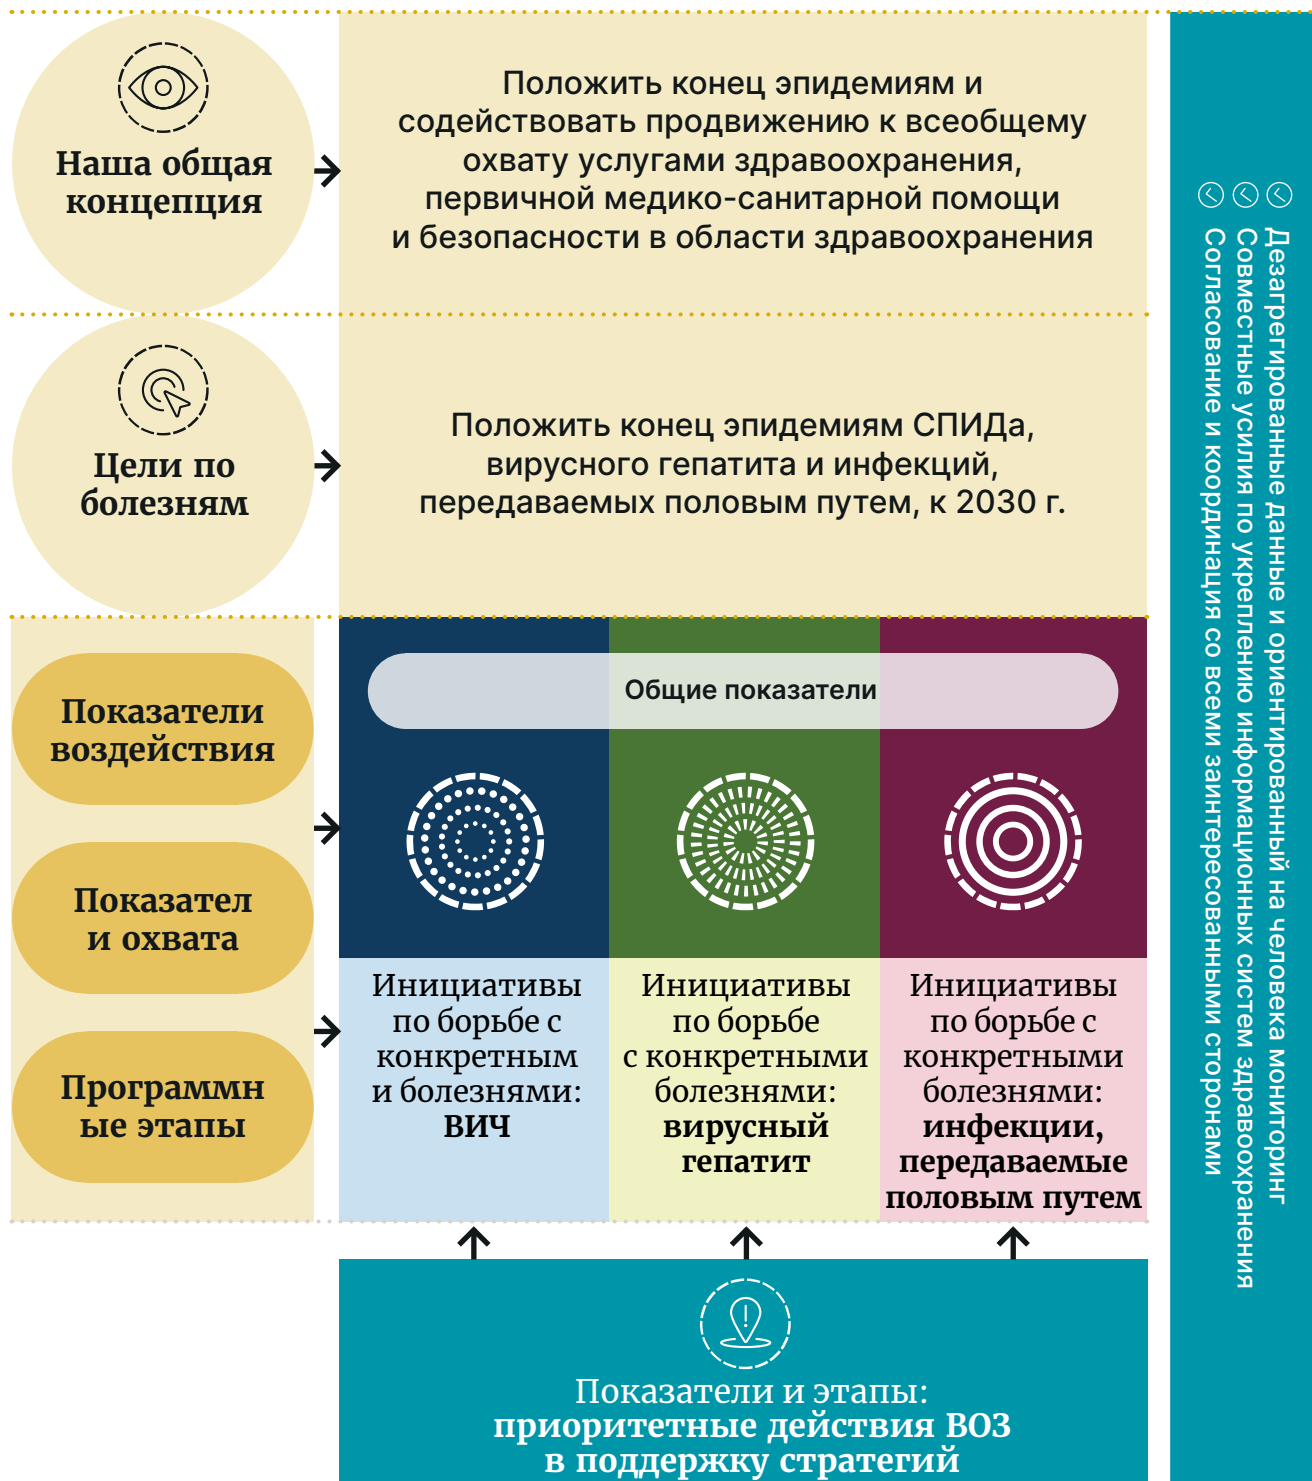 Наша общая
концепция
Положить конец эпидемиям и
содействовать продвижению к всеобщему
охвату услугами здравоохранения,
первичной медико-санитарной помощи
и безопасности в области здравоохранения
Цели по
болезням
Положить конец эпидемиям СПИДа,
вирусного гепатита и инфекций,
передаваемых половым путем, к 2030 г.
Показатели
воздействия
Показател
и охвата
Программн
ые этапы
Общие показатели
Инициативы
по борьбе с
конкретным
и болезнями:
ВИЧ
Инициативы
по борьбе
с конкретными
болезнями:
вирусный
гепатит
Инициативы
по борьбе с
конкретными
болезнями:
инфекции,
передаваемые
половым путем
Показатели и этапы:
приоритетные действия ВОЗ
в поддержку стратегий
Дезагрегированные данные и ориентированный на человека мониторинг
Совместные усилия по укреплению информационных систем здравоохранения
Согласование и координация со всеми заинтересованными сторонами